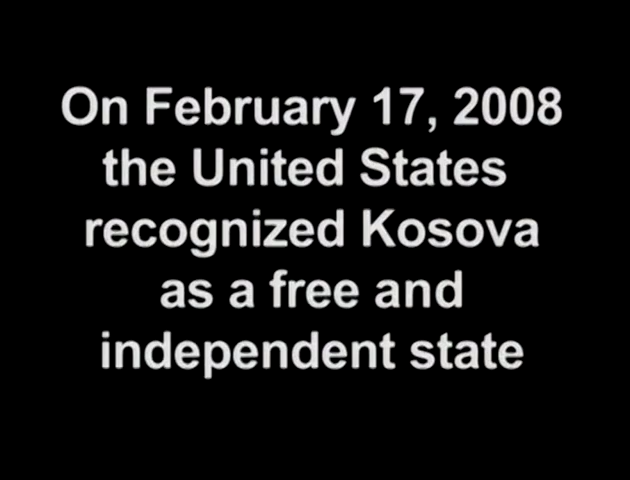 On February 17, 2008
the United States
recognized Kosova
as a free and
independent state